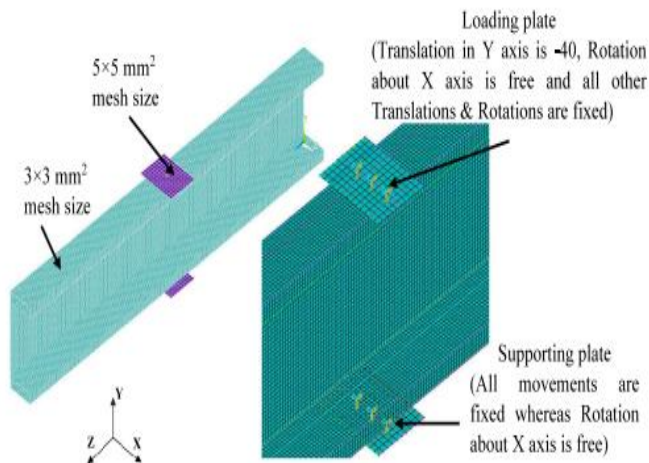 Loading plate
(Translation in Y axis is -40, Rotation
about X axis is free and all other
Translations & Rotations are fixed)
5×5 mm²
mesh size
3×3 mm²
mesh size
Supporting plate
(All movements are
fixed whereas Rotation
about X axis is free)
Y
Z
X